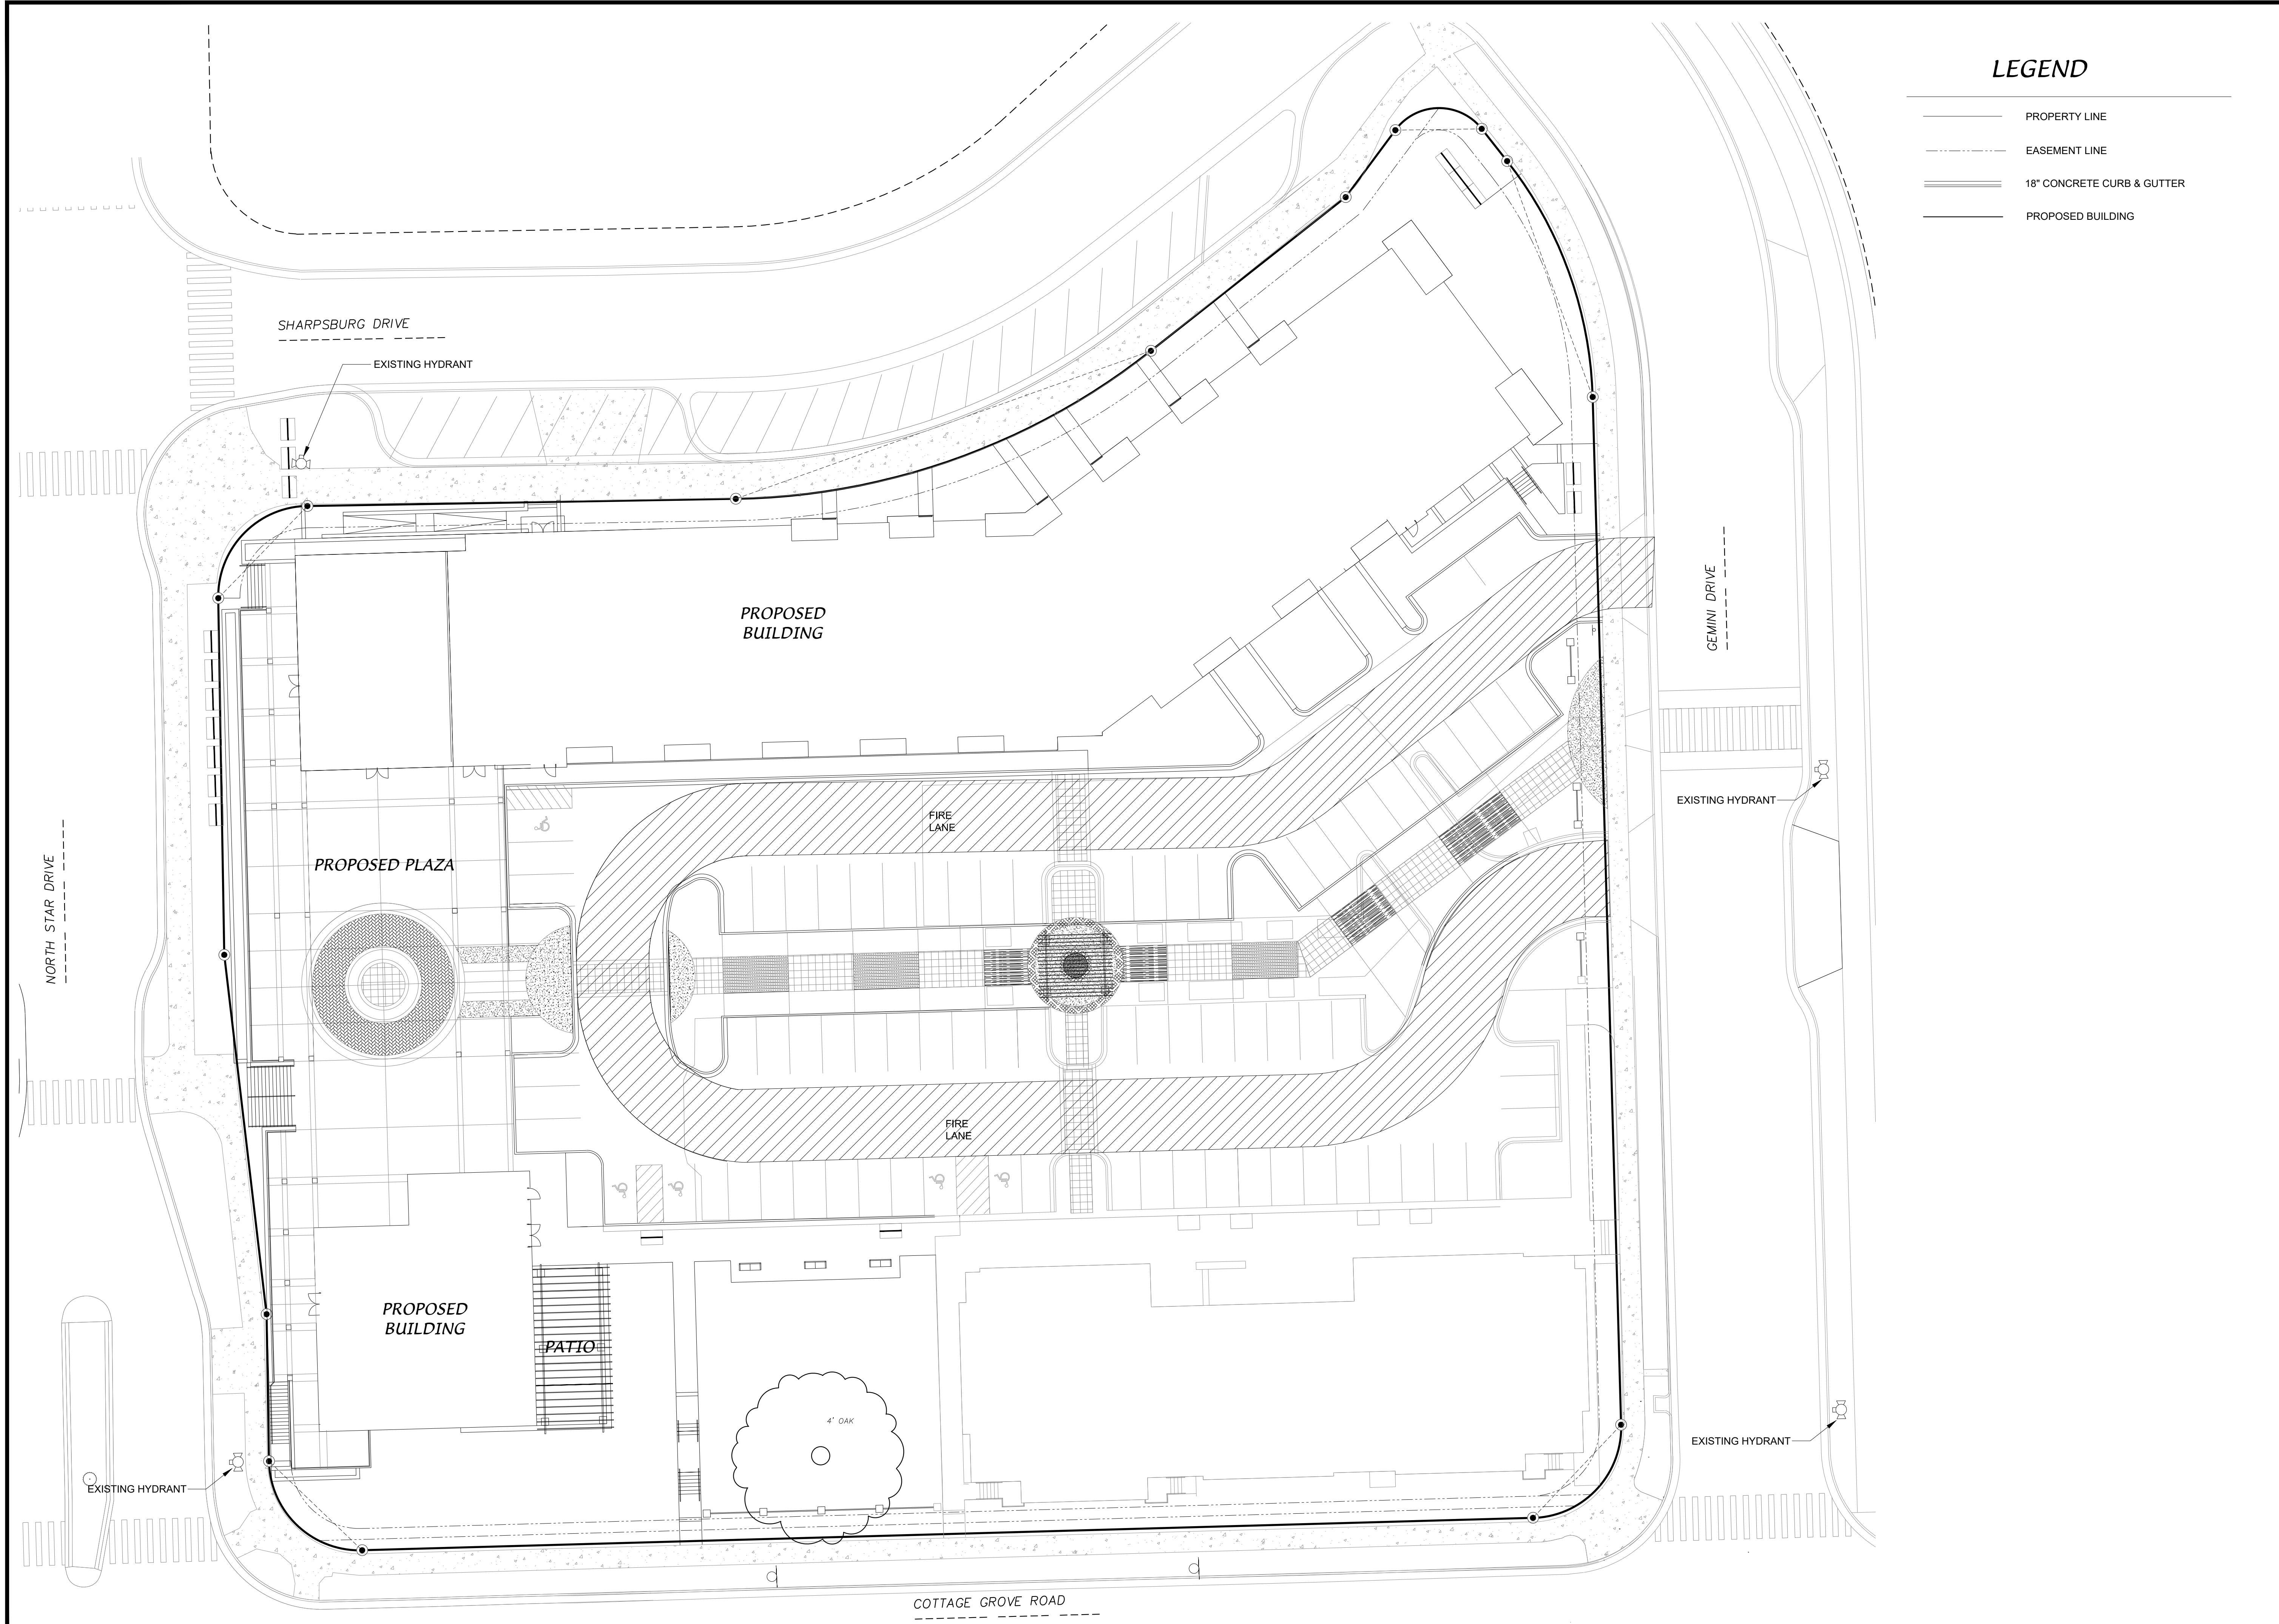 LEGEND
PROPERTY LINE
EASEMENT LINE
18" CONCRETE CURB & GUTTER
PROPOSED BUILDING
SHARPSBURG DRIVE
EXISTING HYDRANT
PROPOSED
BUILDING
GEMINI DRIVE
EXISTING HYDRANT
FIRE
LANE
PROPOSED PLAZA
NORTH STAR DRIVE
FIRE
LANE
PROPOSED
BUILDING
PATIO
4' OAK
EXISTING HYDRANT
EXISTING HYDRANT
COTTAGE GROVE ROAD